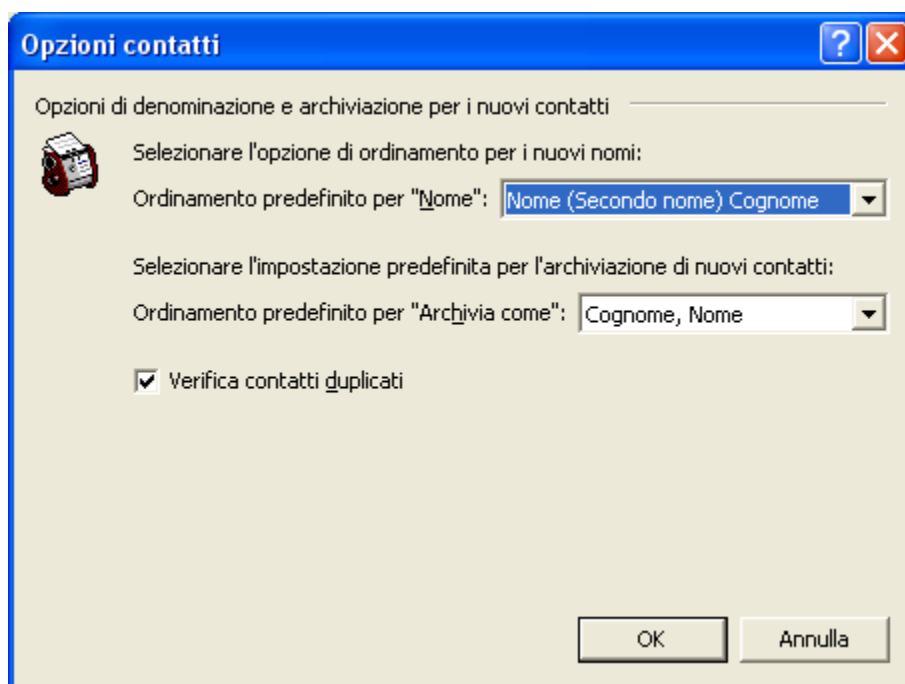 Opzioni contatti
Opzioni di denominazione e archiviazione per i nuovi contatti
Selezionare l'opzione di ordinamento per i nuovi nomi:
Ordinamento predefinito per "Nome": Nome (Secondo nome) Cognome
Selezionare l'impostazione predefinita per l'archiviazione di nuovi contatti:
Ordinamento predefinito per "Archivia come": Cognome, Nome
Verifica contatti duplicati
OK Annulla